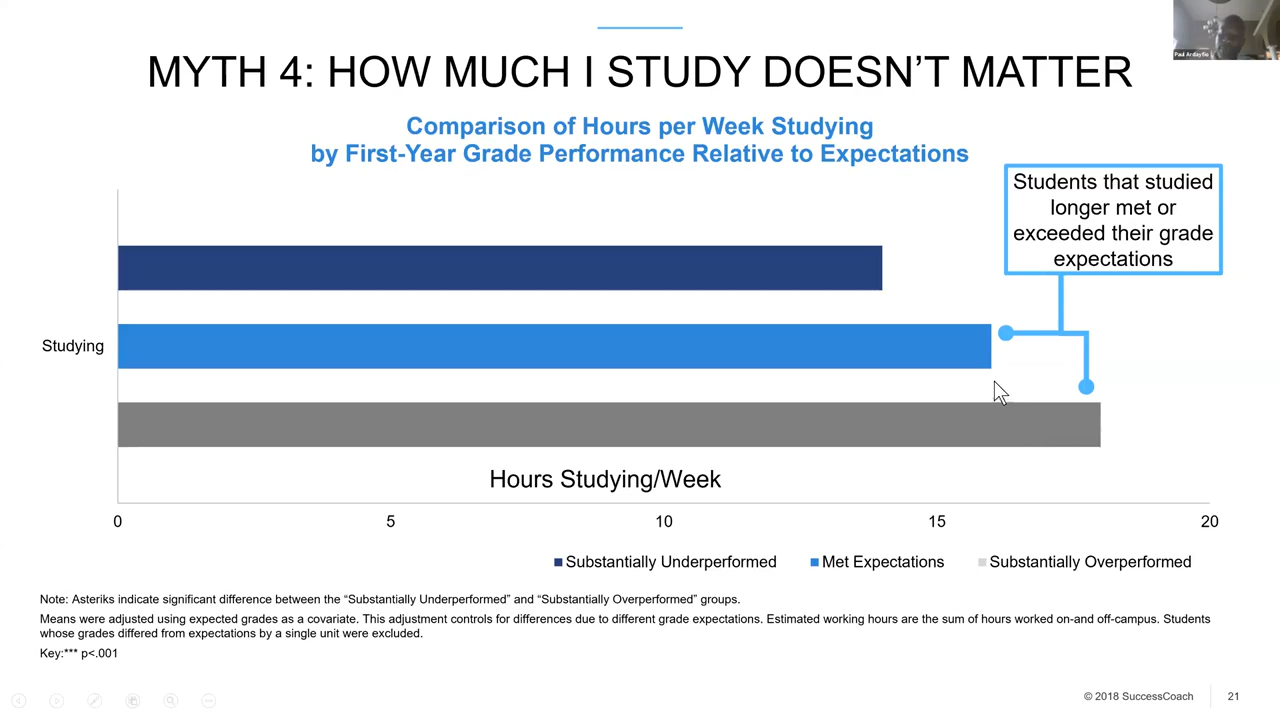 MYTH 4: HOW MUCH I STUDY DOESN'T MATTER
Comparison of Hours per Week Studying
by First-Year Grade Performance Relative to Expectations
Students that studied
longer met or
exceeded their grade
expectations
Studying
Hours Studying/Week
0 5 10 15 20
Substantially Underperformed Met Expectations Substantially Overperformed
Note: Asteriks indicate significant difference between the “Substantially Underperformed” and “Substantially Overperformed” groups.
Means were adjusted using expected grades as a covariate. This adjustment controls for differences due to different grade expectations. Estimated working hours are the sum of hours worked on-and off-campus. Students
whose grades differed from expectations by a single unit were excluded.
Key:*** p<.001
© 2018 SuccessCoach 21